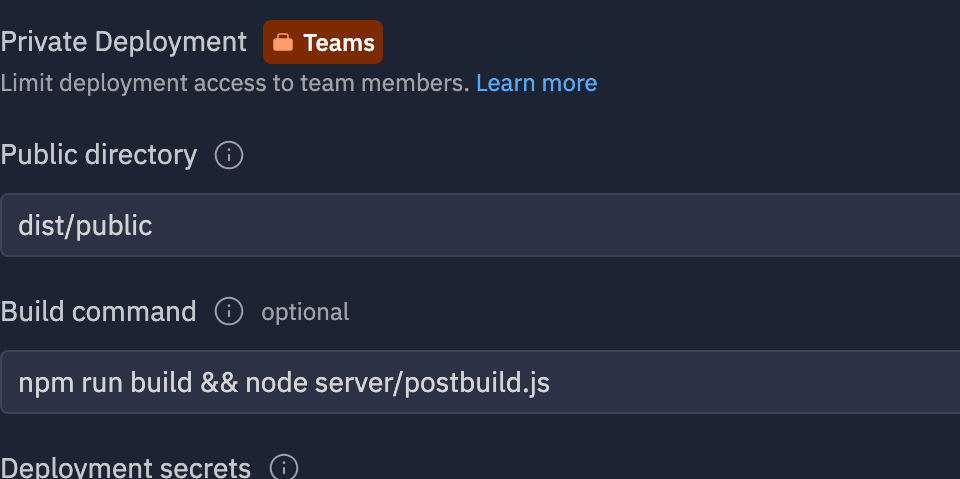 Private Deployment Teams
Limit deployment access to team members. Learn more
Public directory
dist/public
Build command optional
npm run build && node server/postbuild.js
Deployment secrets